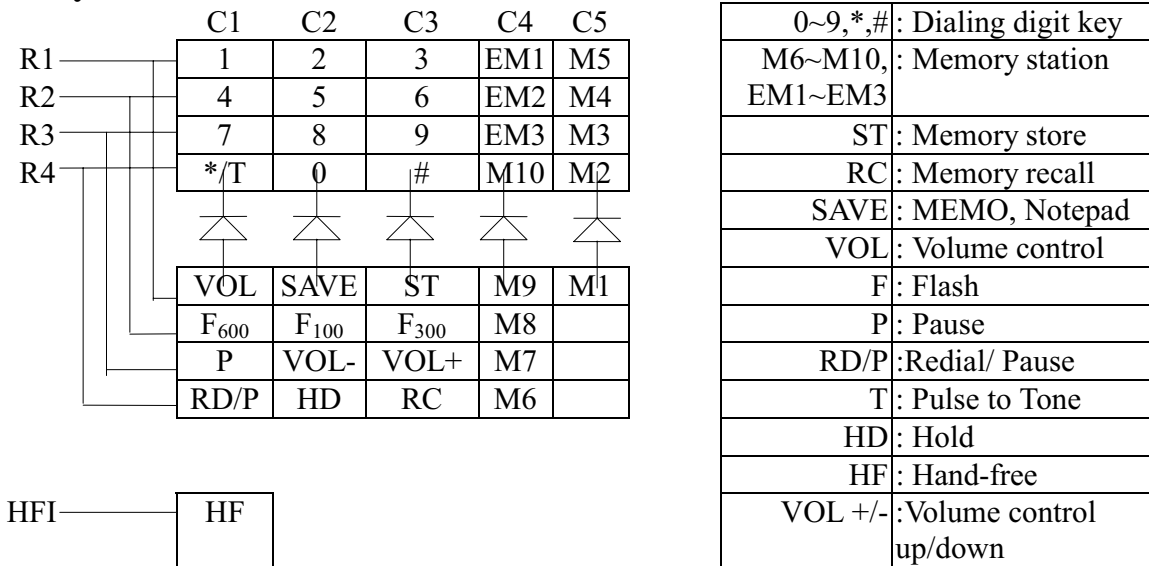 C1 C2 C3 C4 C5
R1 1 2 3 EM1 M5
R2 4 5 6 EM2 M4
R3 7 8 9 EM3 M3
R4 */T 0 # M10 M2
VOL SAVE ST M9 M1
F600 F100 F300 M8
P VOL- VOL+ M7
RD/P HD RC M6
HFI HF
0~9,*,# : Dialing digit key
M6~M10, : Memory station
EM1~EM3
ST : Memory store
RC : Memory recall
SAVE : MEMO, Notepad
VOL : Volume control
F : Flash
P : Pause
RD/P :Redial/ Pause
T : Pulse to Tone
HD : Hold
HF : Hand-free
VOL +/- :Volume control
up/down